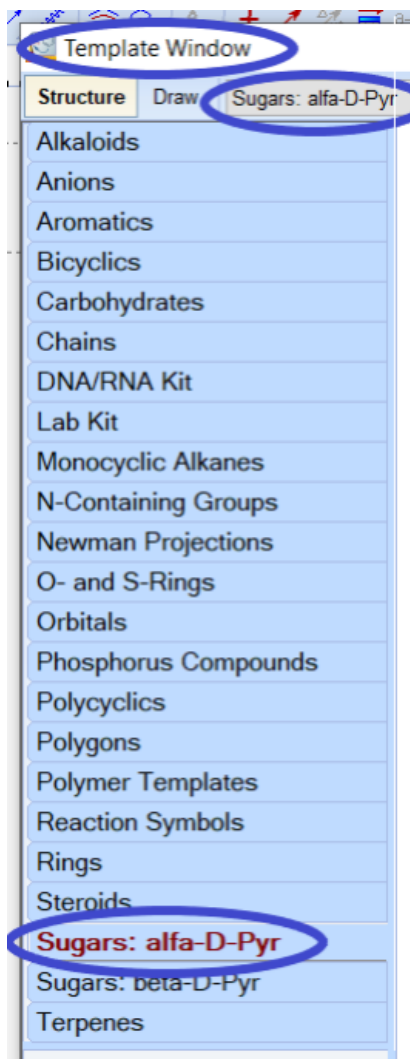 Template Window
Structure Draw Sugars: alfa-D-Pyr
Alkaloids
Anions
Aromatics
Bicyclics
Carbohydrates
Chains
DNA/RNA Kit
Lab Kit
Monocyclic Alkanes
N-Containing Groups
Newman Projections
O- and S-Rings
Orbitals
Phosphorus Compounds
Polycyclics
Polygons
Polymer Templates
Reaction Symbols
Rings
Steroids
Sugars: alfa-D-Pyr
Sugars: beta-D-Pyr
Terpenes